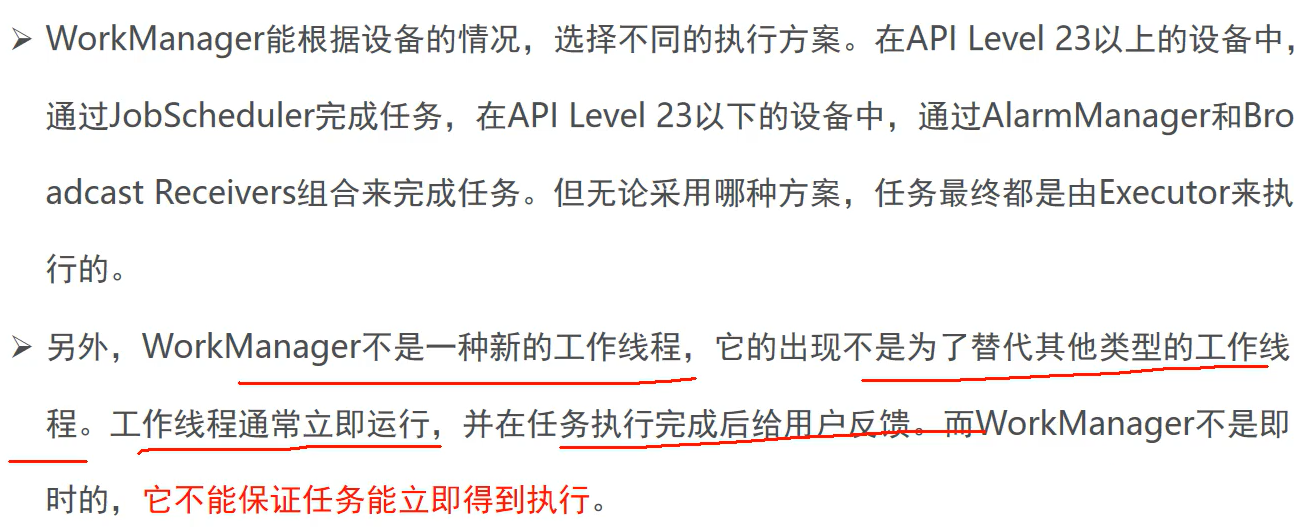 ➢ WorkManager能根据设备的情况，选择不同的执行方案。在API Level 23以上的设备中，
通过JobScheduler完成任务，在API Level 23以下的设备中，通过AlarmManager和Bro
adcast Receivers组合来完成任务。但无论采用哪种方案，任务最终都是由Executor来执
行的。
➢ 另外，WorkManager不是一种新的工作线程，它的出现不是为了替代其他类型的工作线
程。工作线程通常立即运行，并在任务执行完成后给用户反馈。而WorkManager不是即
时的，它不能保证任务能立即得到执行。